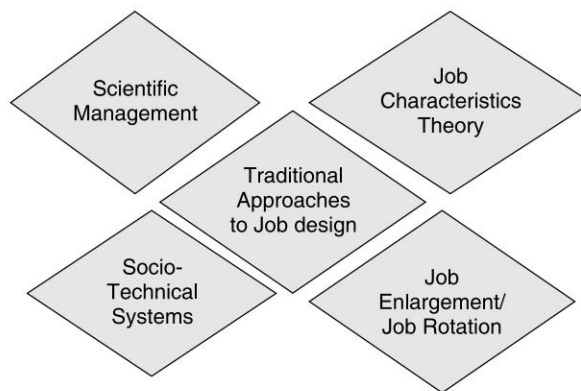 Scientific
Management
Job
Characteristics
Theory
Traditional
Approaches
to Job design
Socio-
Technical
Systems
Job
Enlargement/
Job Rotation